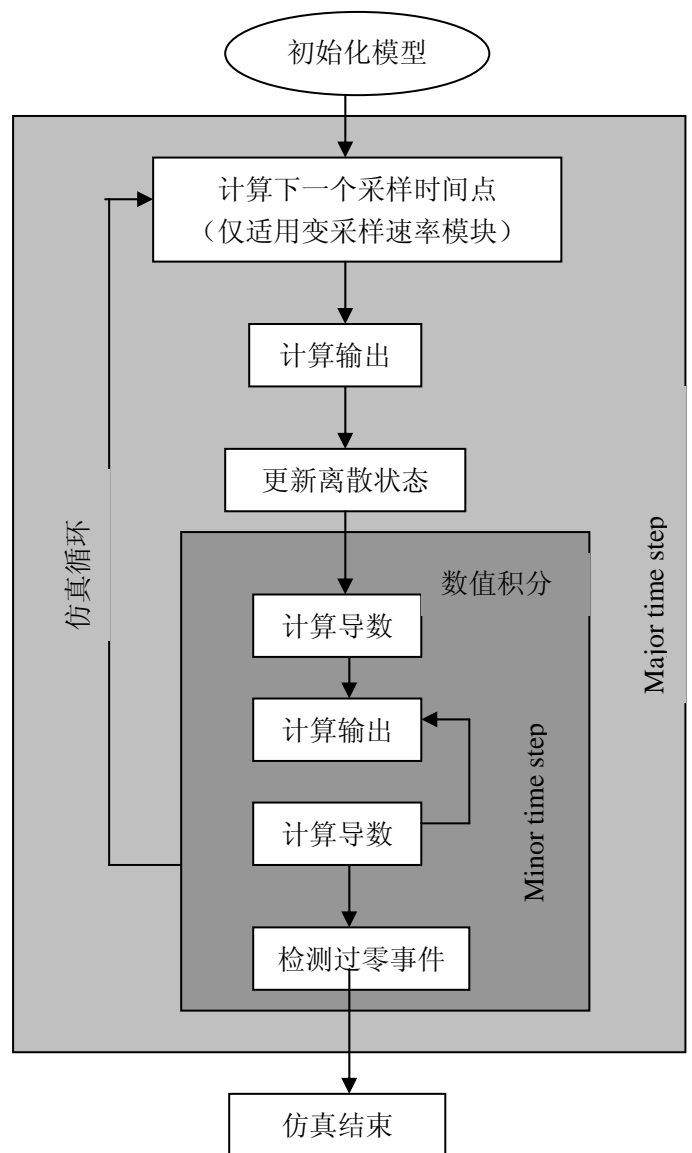 初始化模型
计算下一个采样时间点
（仅适用变采样速率模块）
计算输出
更新离散状态
仿真循环
数值积分
计算导数
Major time step
计算输出
Minor time step
计算导数
检测过零事件
仿真结束